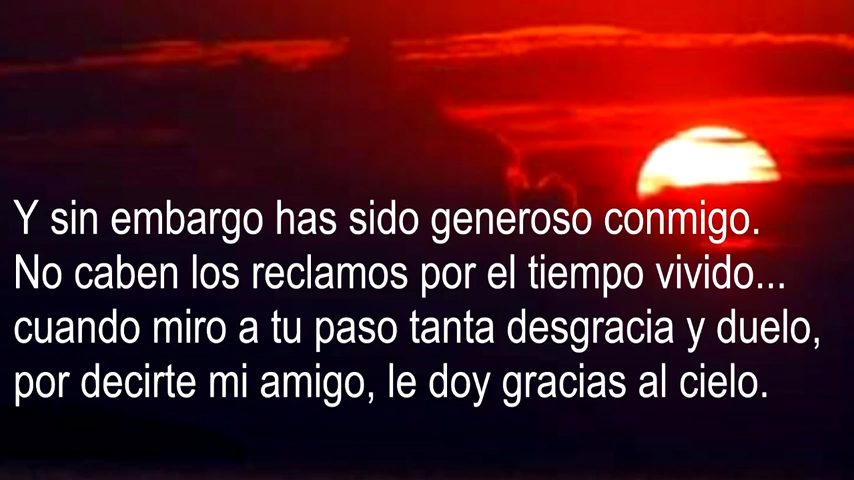 Y sin embargo has sido generoso conmigo.
No caben los reclamos por el tiempo vivido...
cuando miro a tu paso tanta desgracia y duelo,
por decirte mi amigo, le doy gracias al cielo.